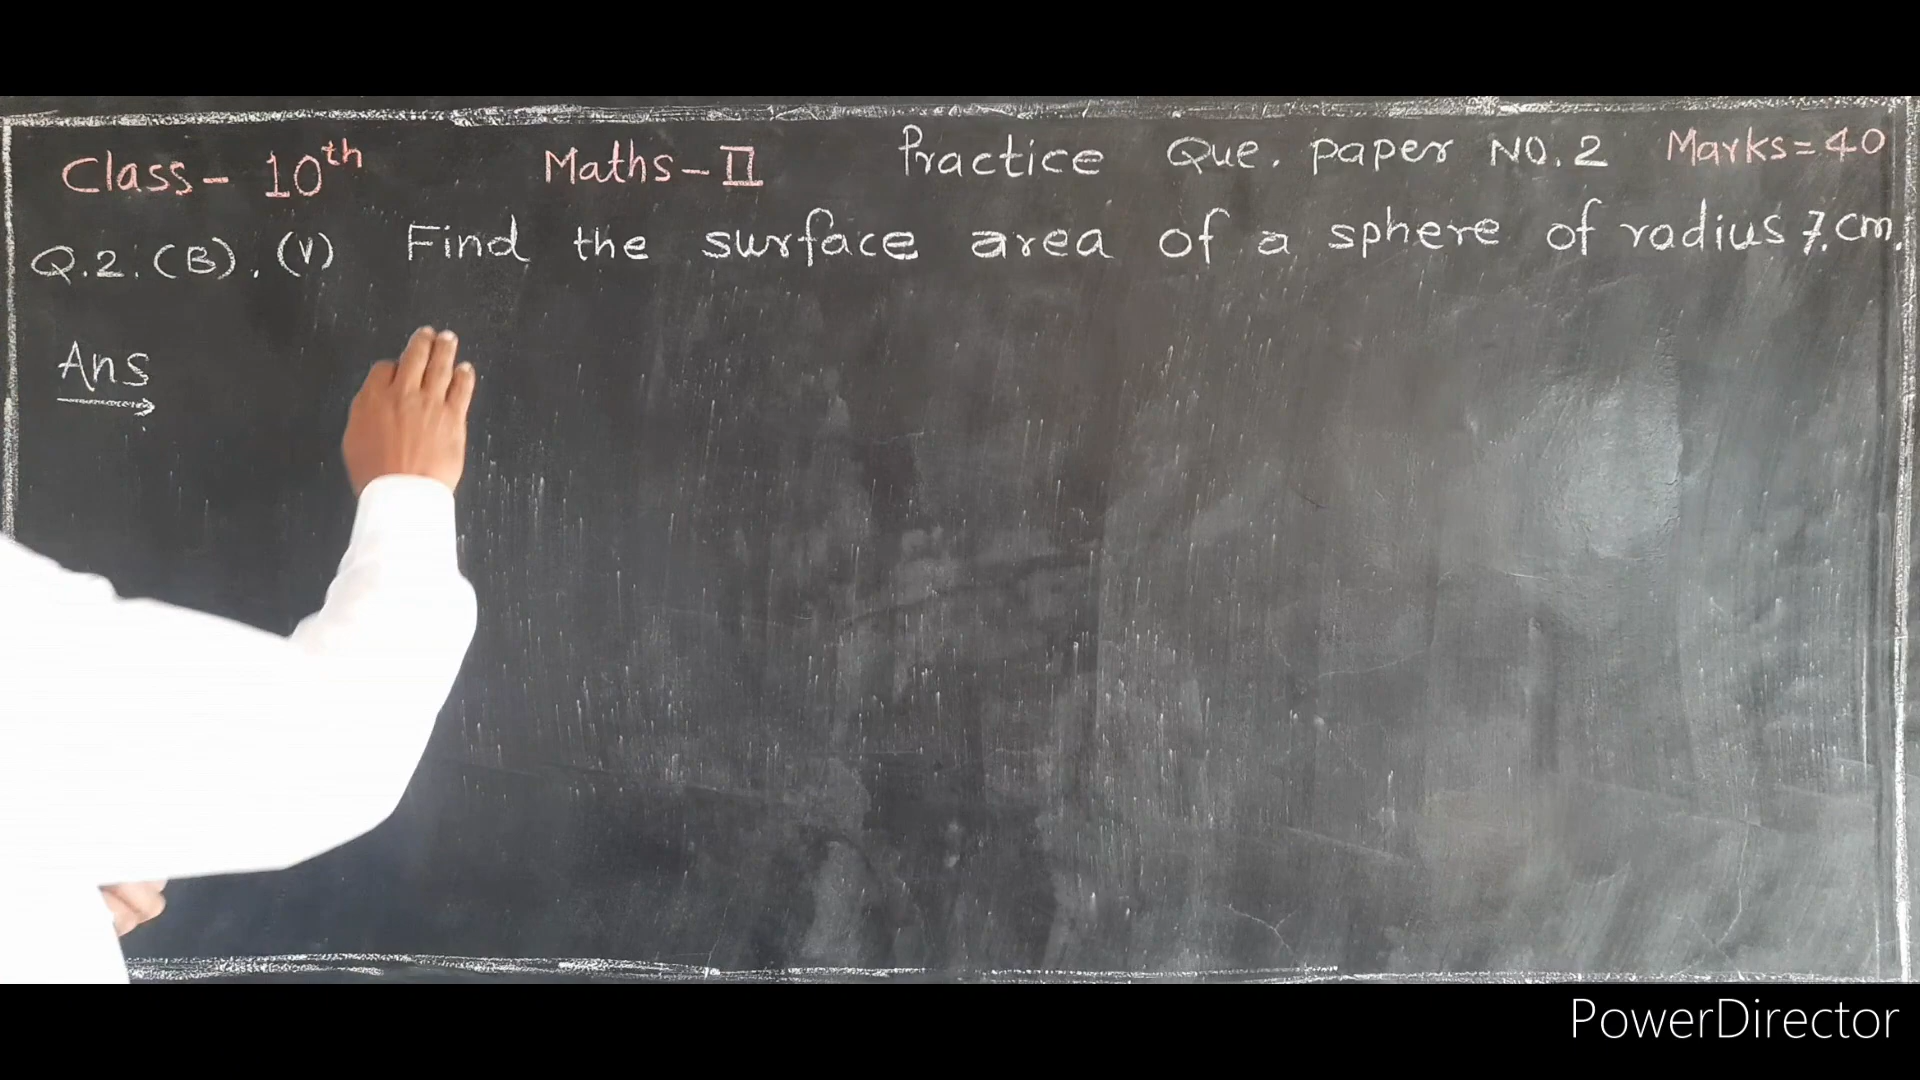 Class - 10th Maths - II Practice Que. paper NO. 2 Marks = 40
Q.2.(B).(V) Find the surface area of a sphere of radius 7.cm.
Ans
PowerDirector